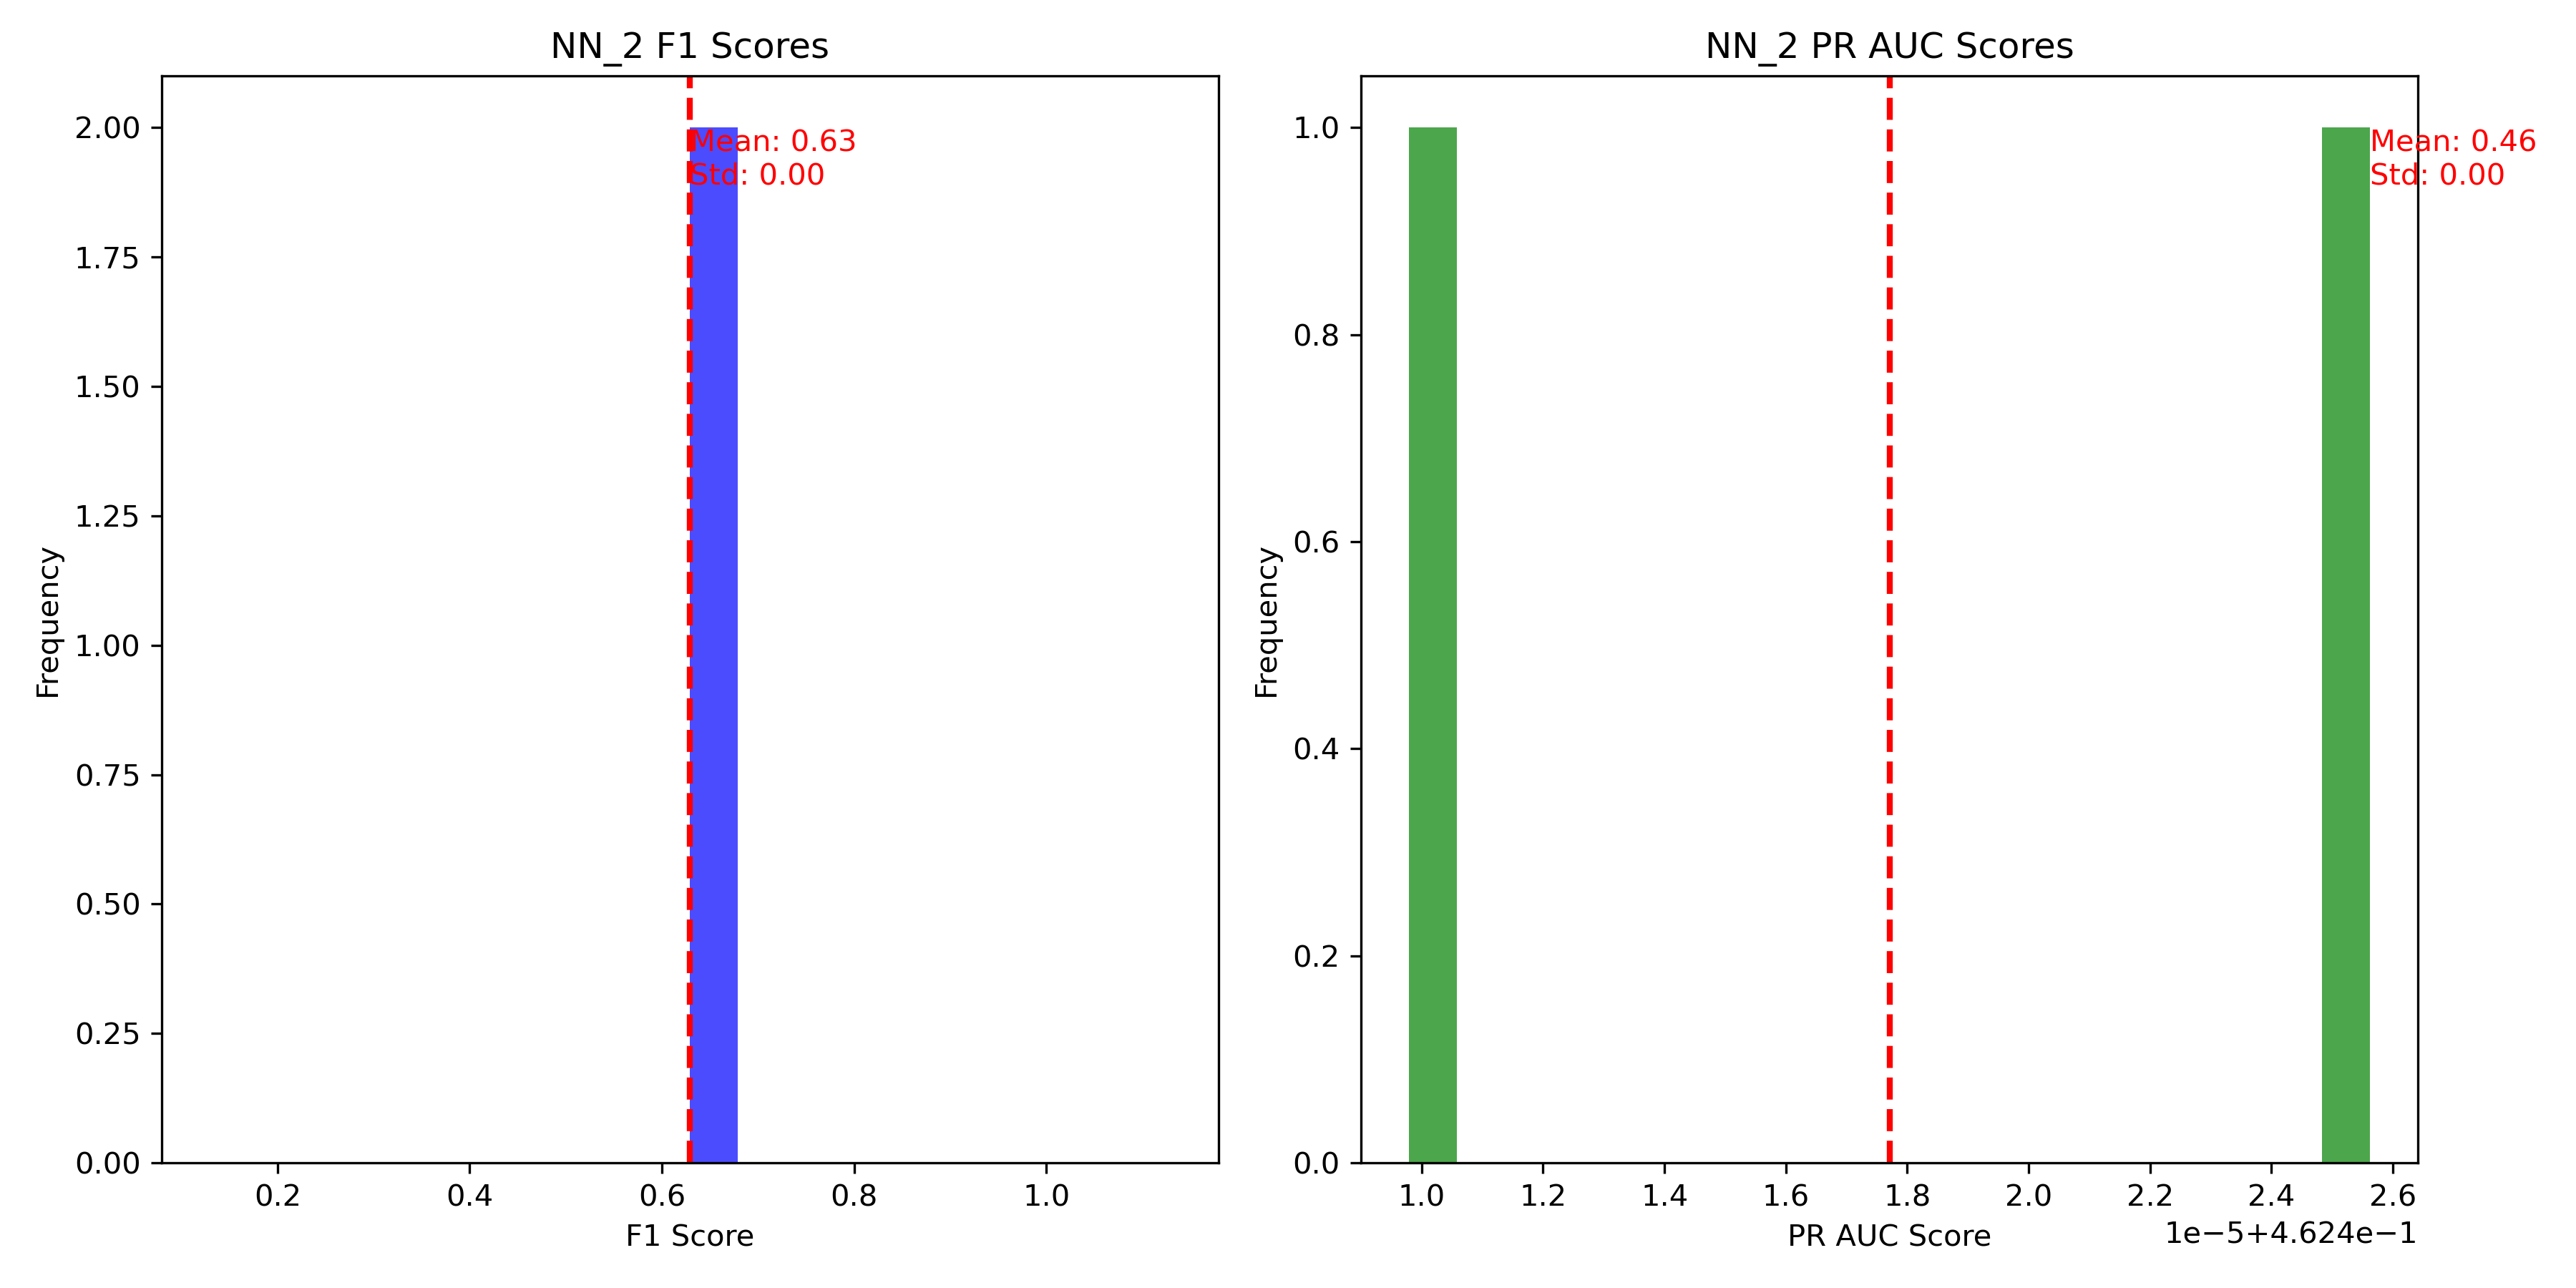 NN_2 F1 Scores
2.00
1.75
1.50
1.25
1.00
0.75
0.50
0.25
0.00
Frequency
Mean: 0.63
Std: 0.00
0.2 0.4 0.6 0.8 1.0
F1 Score
NN_2 PR AUC Scores
1.0
0.8
0.6
0.4
0.2
0.0
Frequency
Mean: 0.46
Std: 0.00
1.0 1.2 1.4 1.6 1.8 2.0 2.2 2.4 2.6
1e−5+4.624e−1
PR AUC Score